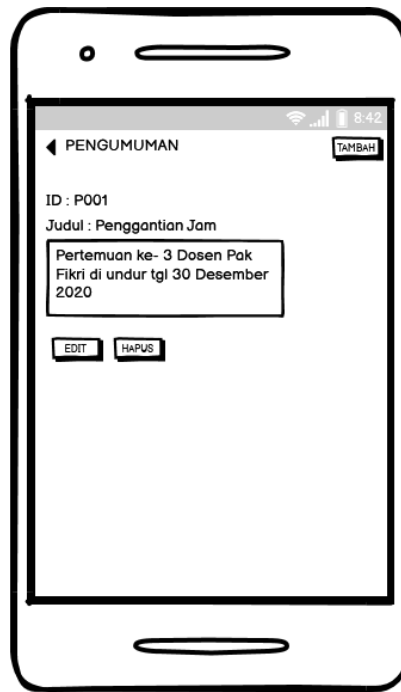 8:42
PENGUMUMAN
TAMBAH
ID : P001
Judul : Penggantian Jam
Pertemuan ke- 3 Dosen Pak
Fikri di undur tgl 30 Desember
2020
EDIT
HAPUS